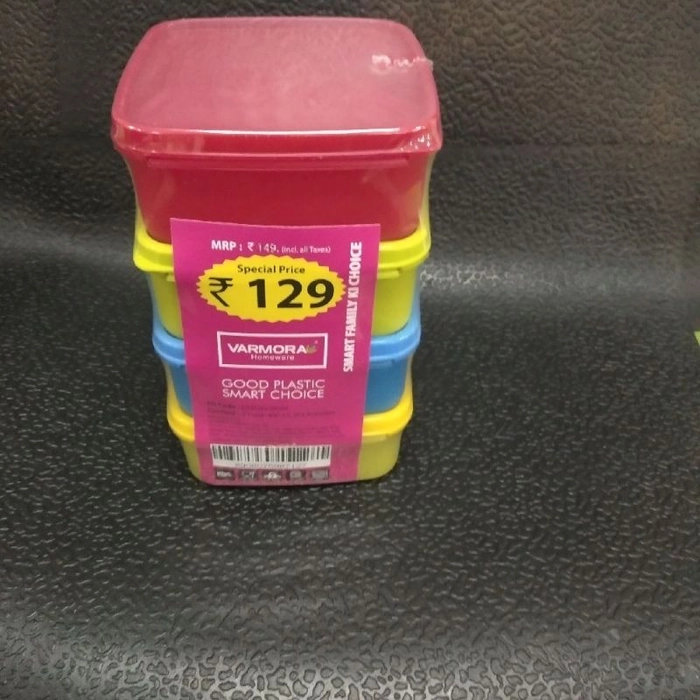 MRP : ₹ 149. (incl. all Taxes)
Special Price
₹ 129
SMART FAMILY KI CHOICE
VARMORA
Homeware
GOOD PLASTIC
SMART CHOICE